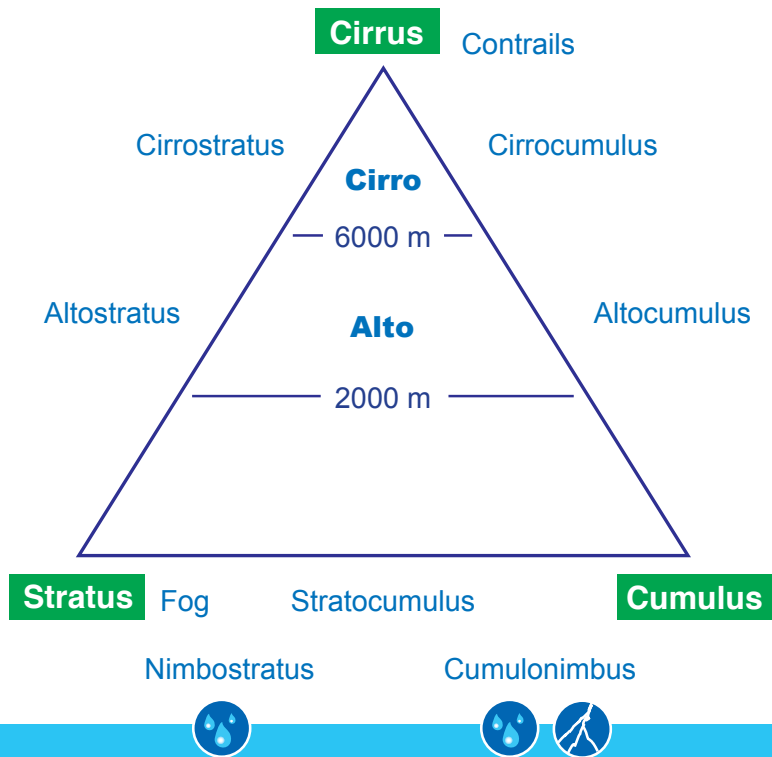 Cirrus Contrails
Cirrostratus Cirrocumulus
Cirro
6000 m
Altostratus Altocumulus
Alto
2000 m
Stratus Fog Stratocumulus Cumulus
Nimbostratus Cumulonimbus